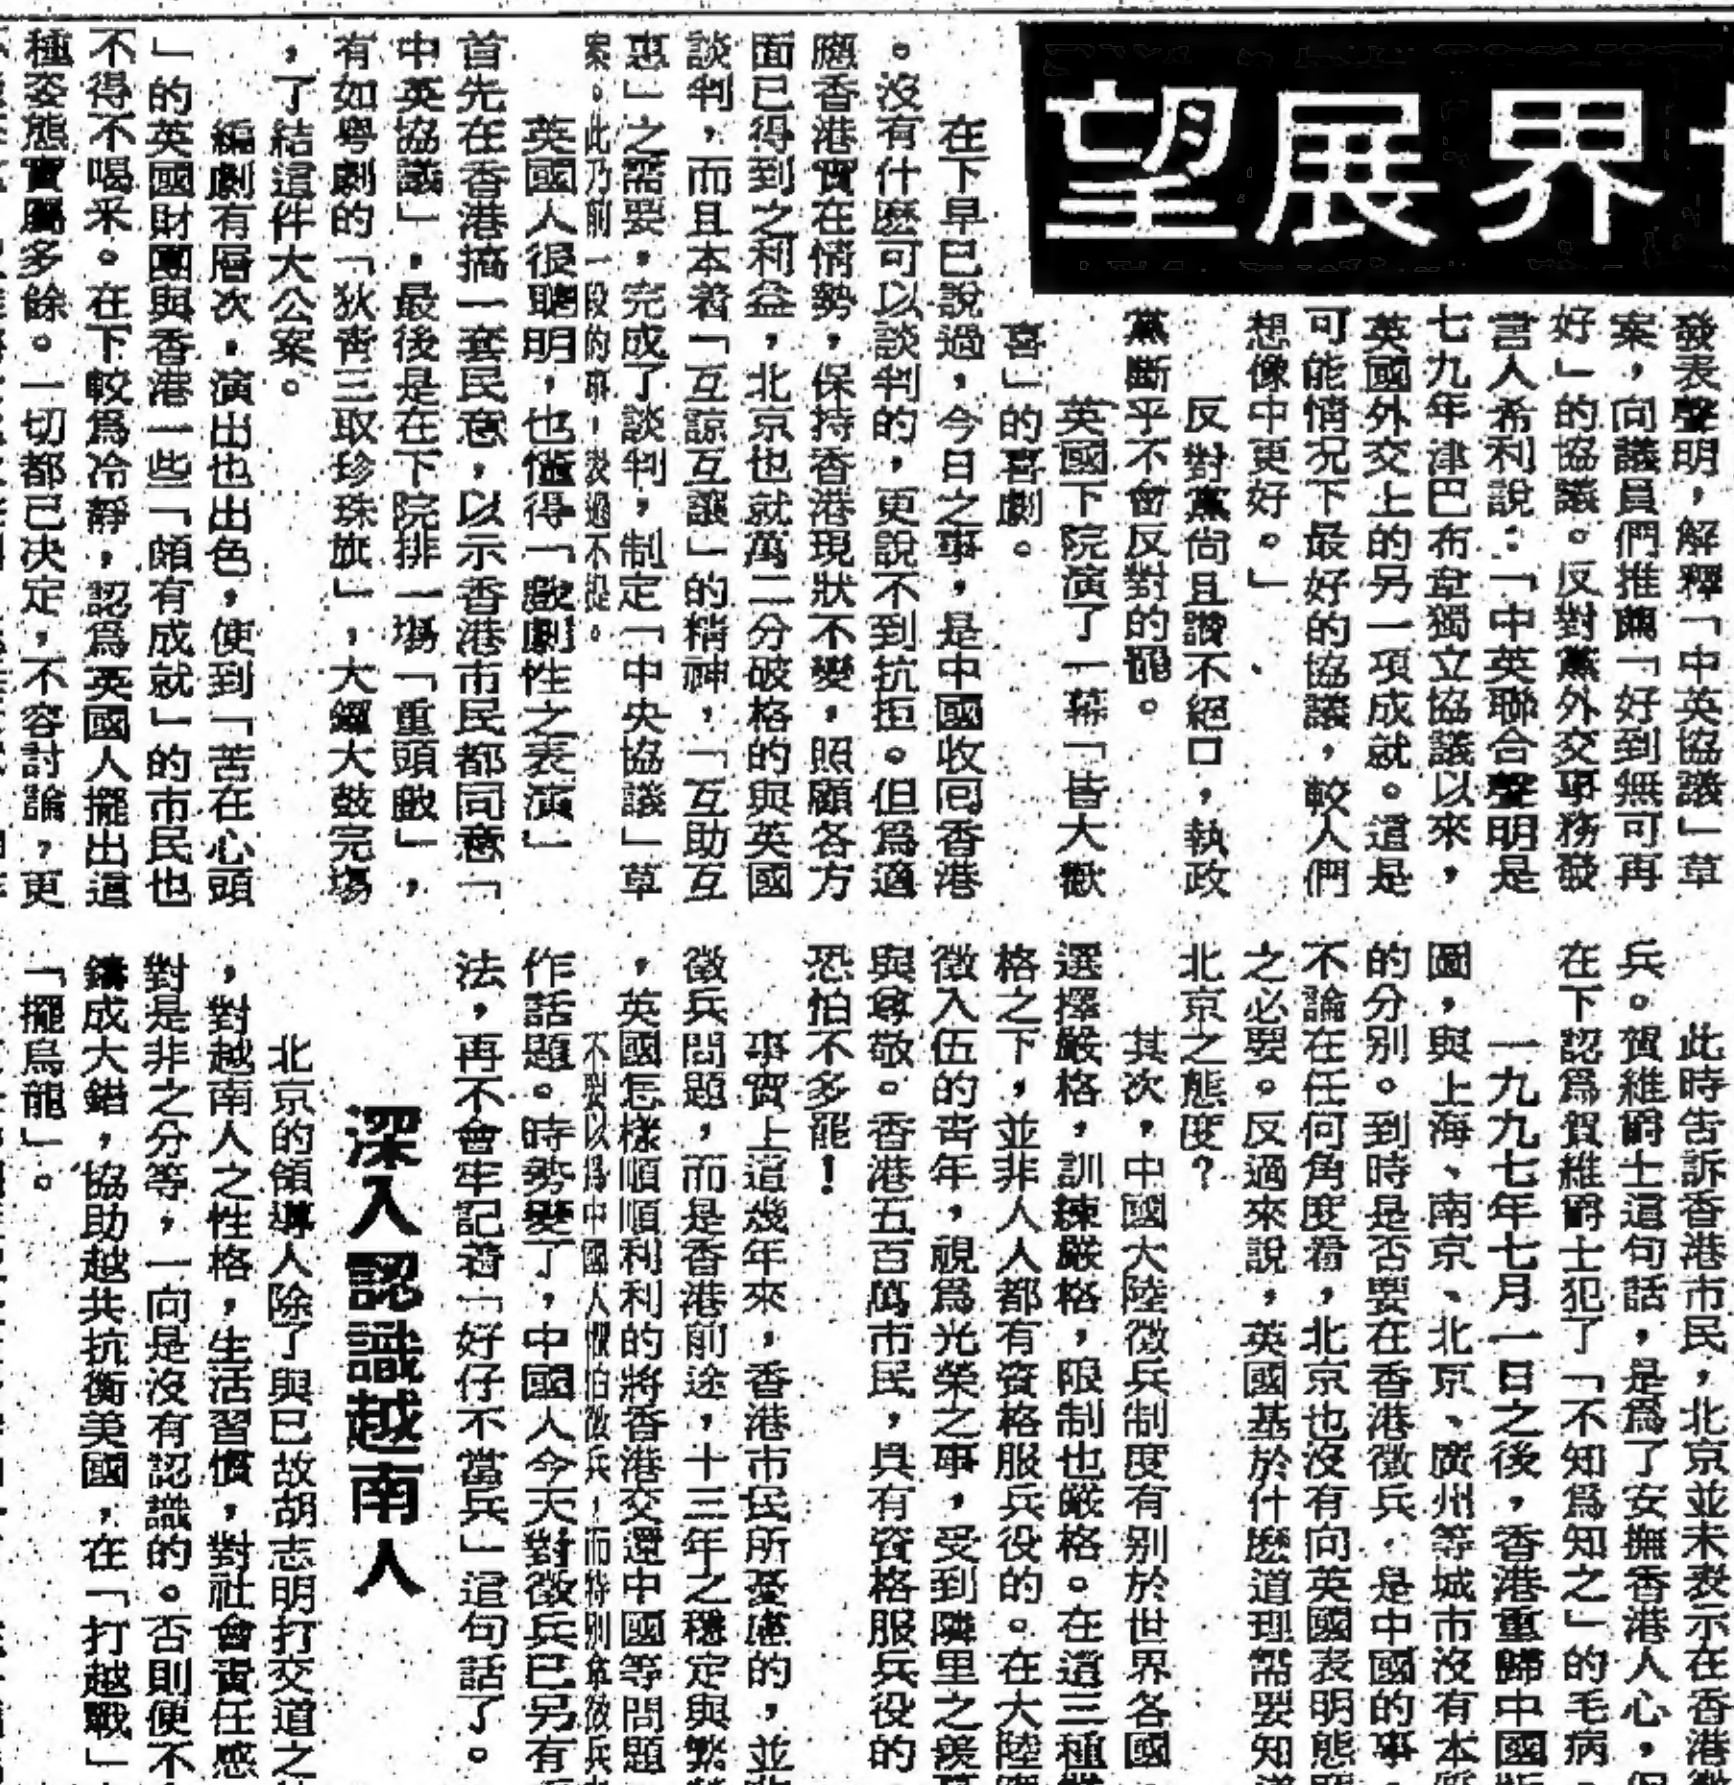 界展望
發表聲明，解釋「中英協議」草
案，向議員們推薦「好到無可再
好」的協議。反對黨外交事務發
言人希利說：「中英聯合聲明是
七九年津巴布韋獨立協議以來，
英國外交上的另一項成就。這是
可能情況下最好的協議，較人們
想像中更好。」
反對黨尚且讚不絕口，執政
黨斷乎不會反對的罷。
英國下院演了一幕「皆大歡
喜」的喜劇。
在下早已說過，今日之事，是中國收回香港
。沒有什麽可以談判的，更說不到抗拒。但爲適
應香港實在情勢，保持香港現狀不變，照顧各方
面已得到之利益，北京也就萬二分破格的與英國
談判，而且本着「互諒互讓」的精神，「互助互
惠」之需要，完成了談判，制定「中央協議」草
案。此乃前一段的事，表過不提。
英國人很聰明，也懂得「戲劇性之表演」
首先在香港搞一套民意，以示香港市民都同意「
中英協議」，最後是在下院排一塲「重頭戲」，
有如粵劇的「狄靑三取珍珠旗」，大鑼大鼓完塲
，了結這件大公案。
編劇有層次，演出也出色，使到「苦在心頭
」的英國財團與香港一些「頗有成就」的市民也
不得不喝釆。在下較爲冷靜，認爲英國人擺出這
種姿態實屬多餘。一切都已決定，不容討論，更
此時告訴香港市民，北京並未表示在香港
兵。賀維爵士這句話，是爲了安撫香港人心，
在下認爲賀維爵士犯了「不知爲知之」的毛病
一九九七年七月一日之後，香港重歸中國
圖，與上海、南京、北京、廣州等城市沒有本
的分別。到時是否要在香港徵兵，是中國的事，
不論在任何角度看，北京也沒有向英國表明態
之必要。反過來說，英國基於什麽道理需要知
北京之態度？
其次，中國大陸徵兵制度有別於世界各國
選擇嚴格，訓練嚴格，限制也嚴格。在這三種
格之下，並非人人都有資格服兵役的。在大陸
徵入伍的靑年，視爲光榮之事，受到隣里之
與尊敬。香港五百萬市民，具有資格服兵役的
恐怕不多罷！
事實上這幾年來，香港市民所憂慮的，並
徵兵問題，而是香港前途，十三年之穩定與繁
，英國怎樣順順利利的將香港交還中國等問題
不要以爲中國人懼怕徵兵，而特別拿徵兵
作話題。時勢變了，中國人今天對徵兵已另有
法，再不會牢記着「好仔不當兵」這句話了。
深入認識越南人
北京的領導人除了與已故胡志明打交道之
，對越南人之性格，生活習慣，對社會責任感
對是非之分等，一向是沒有認識的。否則便不
鑄成大錯，協助越共抗衡美國，在「打越戰」
「擺烏龍」。